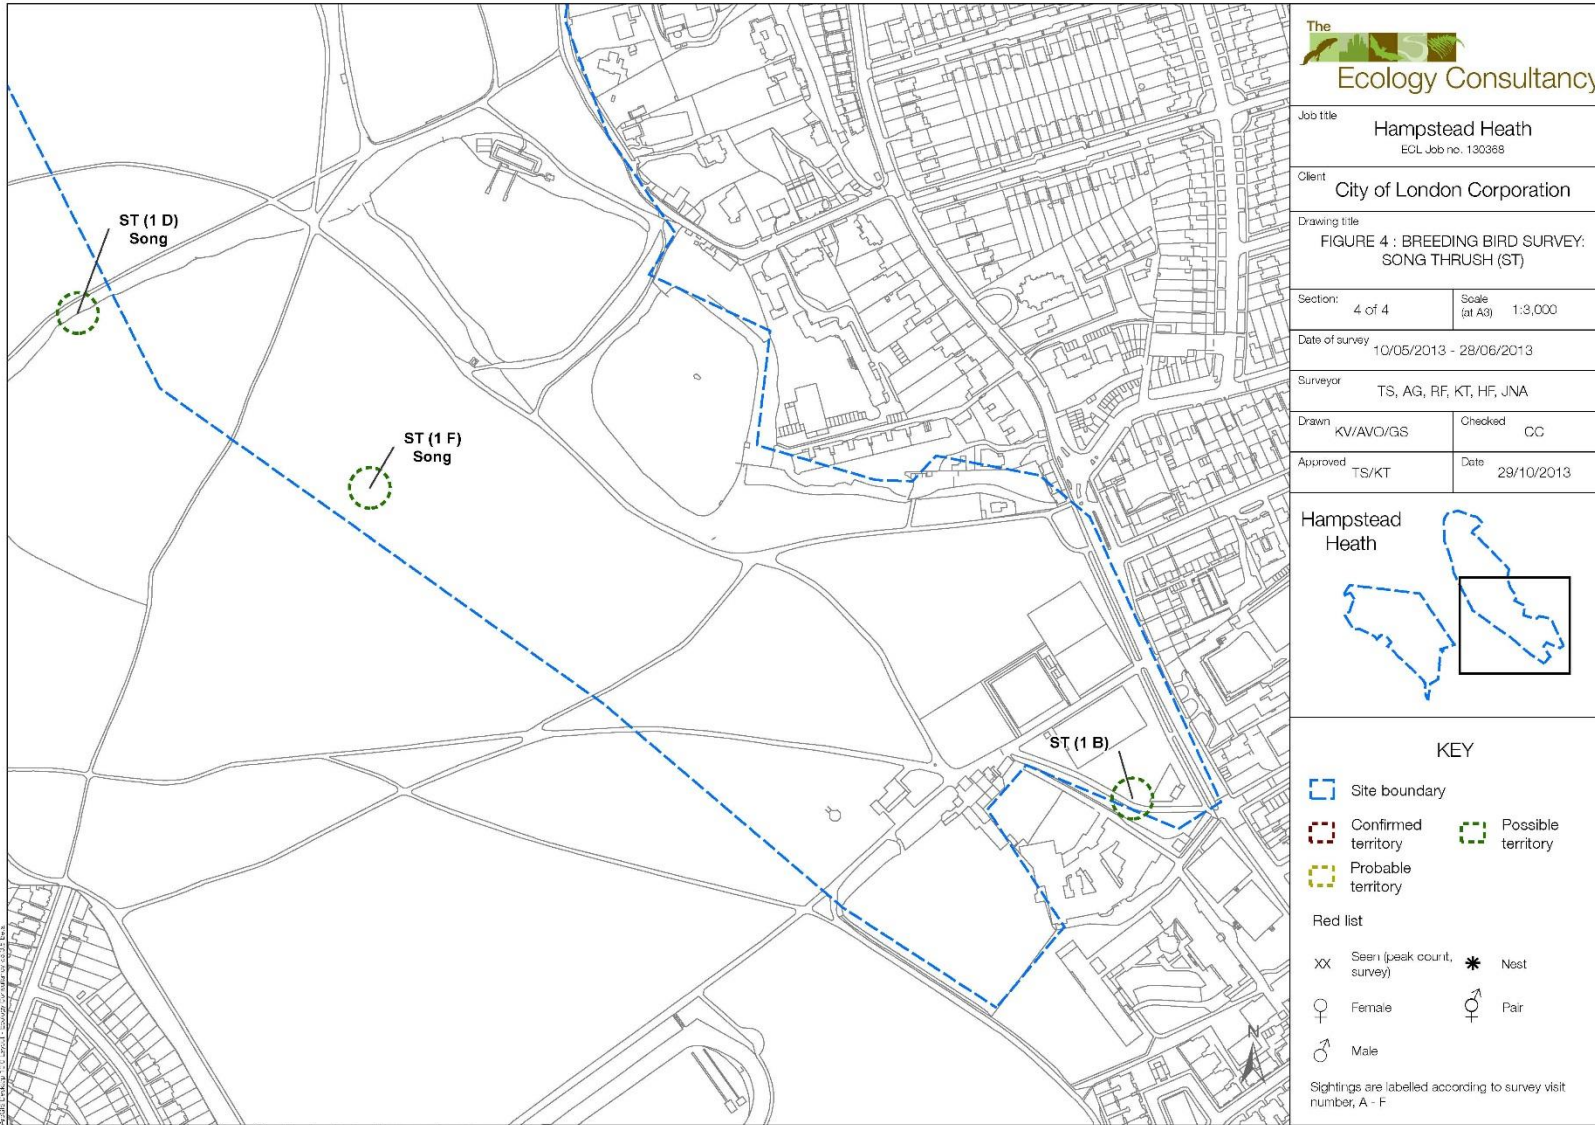 ST (1 D)
Song
ST (1 F)
Song
ST (1 B)
N
The
Ecology Consultancy
Job title
Hampstead Heath
ECL Job no. 130368
Client
City of London Corporation
Drawing title
FIGURE 4 : BREEDING BIRD SURVEY:
SONG THRUSH (ST)
Section:
4 of 4
Scale
(at A3) 1:3,000
Date of survey
10/05/2013 - 28/06/2013
Surveyor
TS, AG, RF, KT, HF, JNA
Drawn
KV/AVO/GS
Checked
CC
Approved
TS/KT
Date
29/10/2013
Hampstead
Heath
KEY
Site boundary
Confirmed
territory
Possible
territory
Probable
territory
Red list
XX
Seen (peak count,
survey)
Nest
Female
Pair
Male
Sightings are labelled according to survey visit
number, A - F